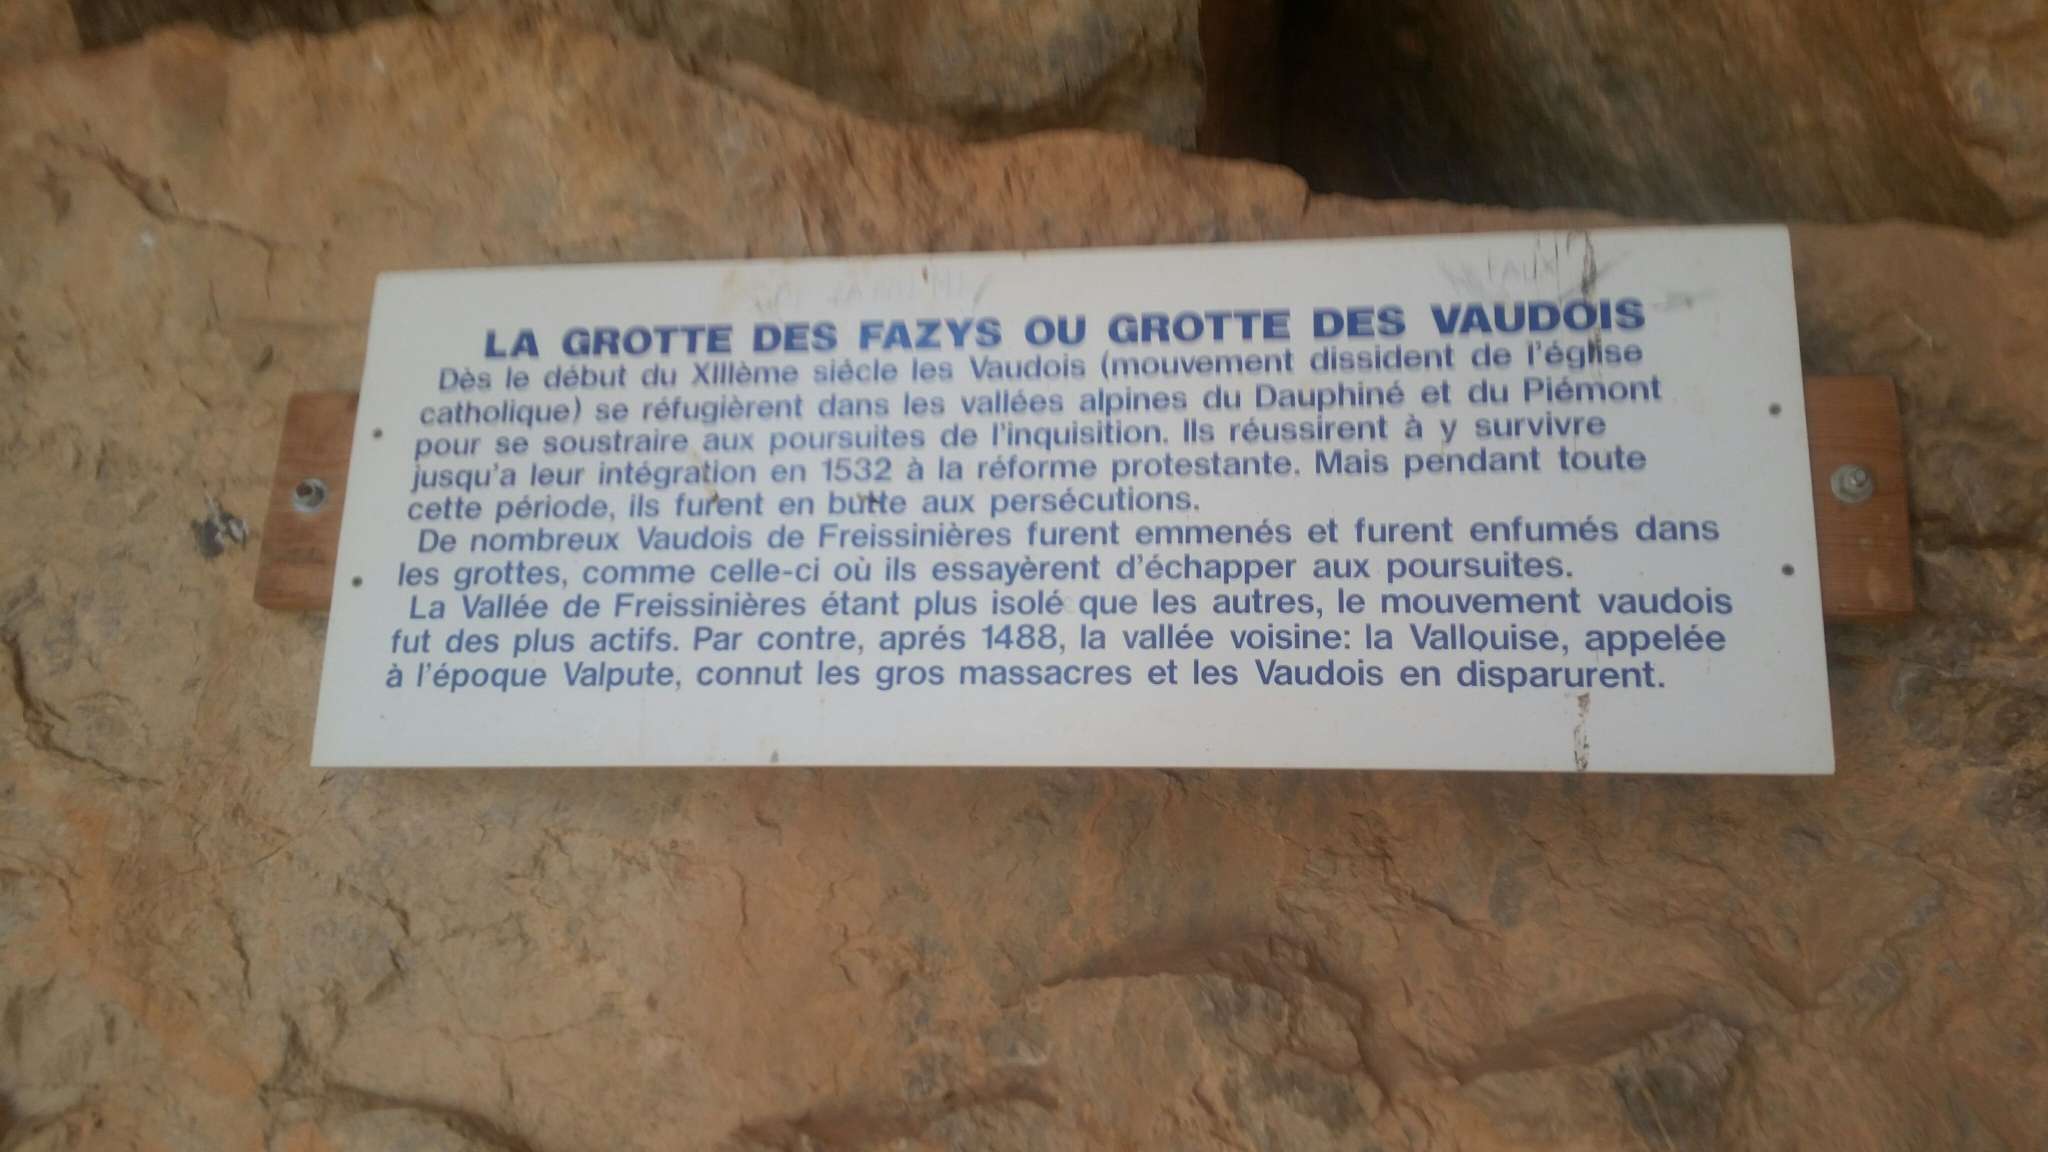 LA GROTTE DES FAZYS OU GROTTE DES VAUDOIS
Dès le début du XIIIème siécle les Vaudois (mouvement dissident de l'église
catholique) se réfugièrent dans les vallées alpines du Dauphiné et du Piémont
pour se soustraire aux poursuites de l'inquisition. Ils réussirent à y survivre
jusqu'a leur intégration en 1532 à la réforme protestante. Mais pendant toute
cette période, ils furent en butte aux persécutions.
De nombreux Vaudois de Freissinières furent emmenés et furent enfumés dans
les grottes, comme celle-ci où ils essayèrent d'échapper aux poursuites.
La Vallée de Freissinières étant plus isolé que les autres, le mouvement vaudois
fut des plus actifs. Par contre, aprés 1488, la vallée voisine: la Vallouise, appelée
à l'époque Valpute, connut les gros massacres et les Vaudois en disparurent.